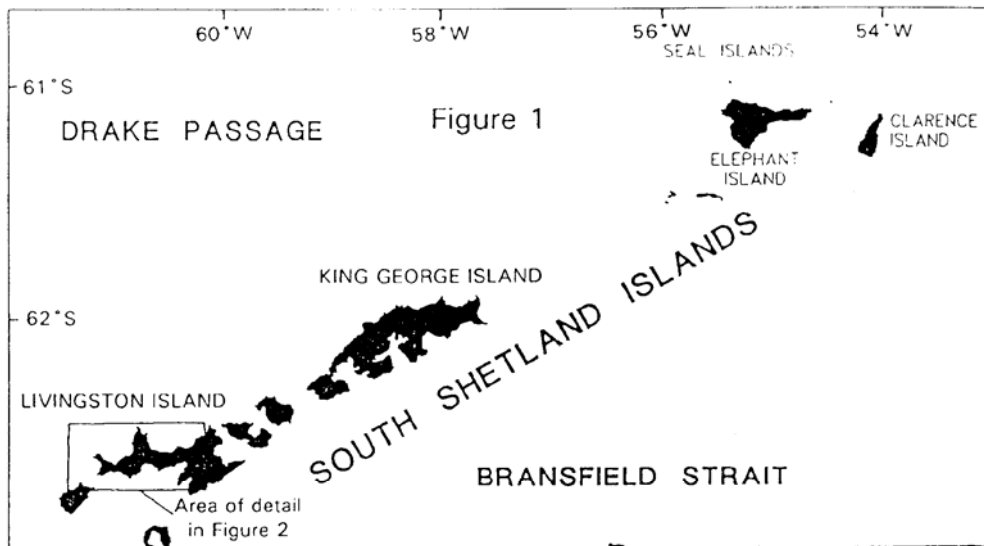 60°W
58°W
56°W
54°W
SEAL ISLANDS
61°S
DRAKE PASSAGE
Figure 1
CLARENCE
ISLAND
ELEPHANT
ISLAND
KING GEORGE ISLAND
62°S
SOUTH SHETLAND ISLANDS
LIVINGSTON ISLAND
BRANSFIELD STRAIT
Area of detail
in Figure 2